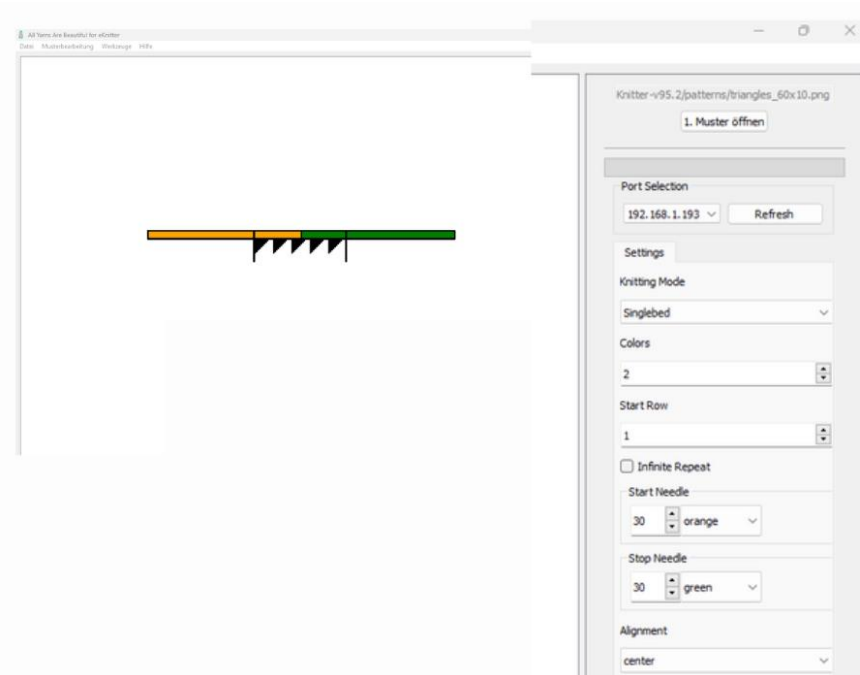 All Yarns Are Beautiful for eKnitter
Datei Musterbearbeitung Werkzeuge Hilfe
Knitter-v95.2/patterns/triangles_60x10.png
1. Muster öffnen
Port Selection
192.168.1.193 Refresh
Settings
Knitting Mode
Singlebed
Colors
2
Start Row
1
Infinite Repeat
Start Needle
30 orange
Stop Needle
30 green
Alignment
center